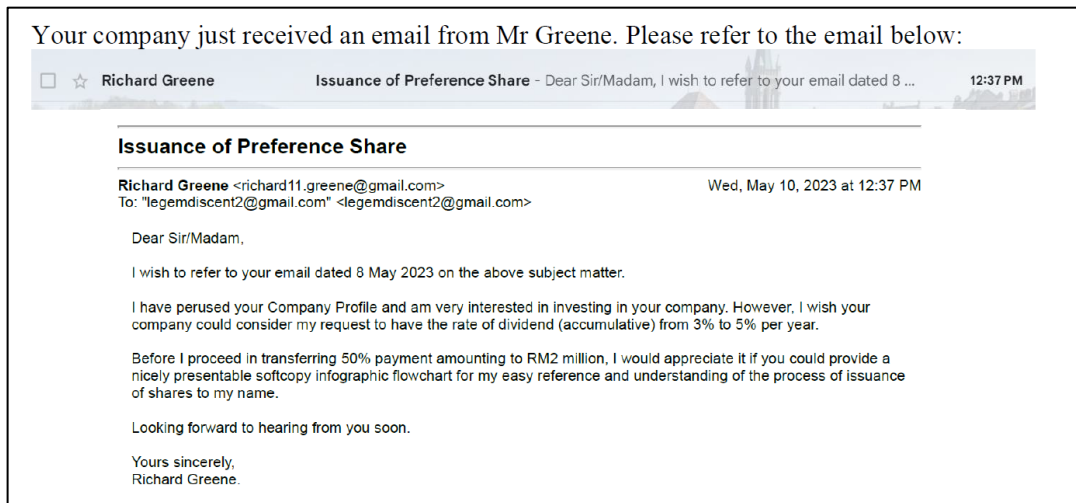 Your company just received an email from Mr Greene. Please refer to the email below:
Richard Greene Issuance of Preference Share - Dear Sir/Madam, I wish to refer to your email dated 8 ... 12:37 PM
Issuance of Preference Share
Richard Greene <richard11.greene@gmail.com> Wed, May 10, 2023 at 12:37 PM
To: "legemdiscent2@gmail.com" <legemdiscent2@gmail.com>
Dear Sir/Madam,
I wish to refer to your email dated 8 May 2023 on the above subject matter.
I have perused your Company Profile and am very interested in investing in your company. However, I wish your
company could consider my request to have the rate of dividend (accumulative) from 3% to 5% per year.
Before I proceed in transferring 50% payment amounting to RM2 million, I would appreciate it if you could provide a
nicely presentable softcopy infographic flowchart for my easy reference and understanding of the process of issuance
of shares to my name.
Looking forward to hearing from you soon.
Yours sincerely,
Richard Greene.